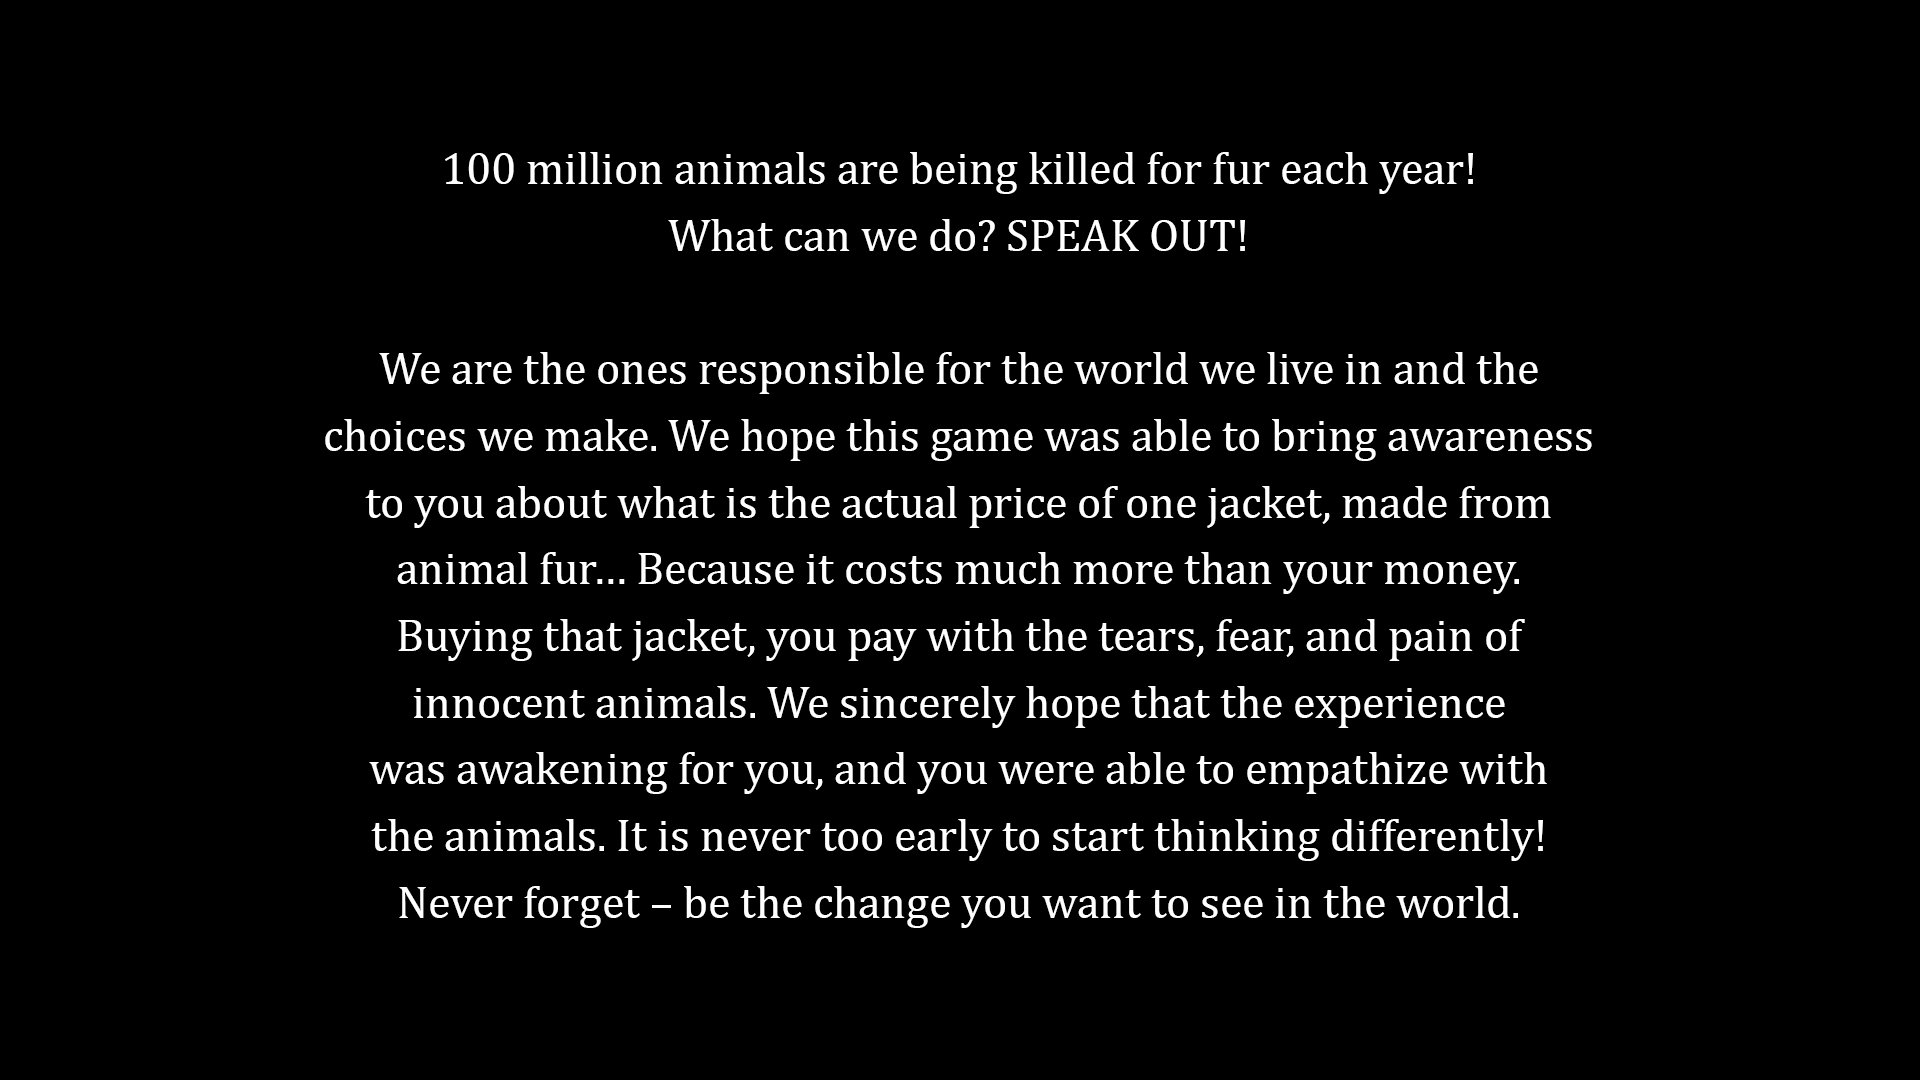 100 million animals are being killed for fur each year!
What can we do? SPEAK OUT!
We are the ones responsible for the world we live in and the
choices we make. We hope this game was able to bring awareness
to you about what is the actual price of one jacket, made from
animal fur... Because it costs much more than your money.
Buying that jacket, you pay with the tears, fear, and pain of
innocent animals. We sincerely hope that the experience
was awakening for you, and you were able to empathize with
the animals. It is never too early to start thinking differently!
Never forget – be the change you want to see in the world.